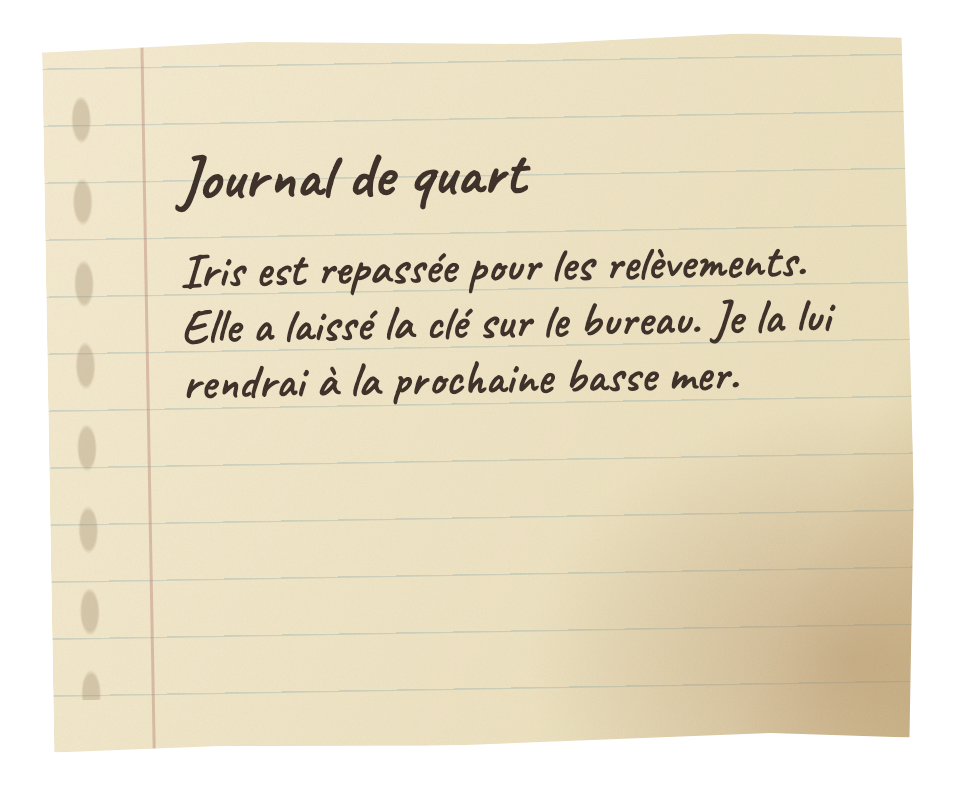 Journal de quart
Iris est repassée pour les relèvements.
Elle a laissé la clé sur le bureau. Je la lui
rendrai à la prochaine basse mer.